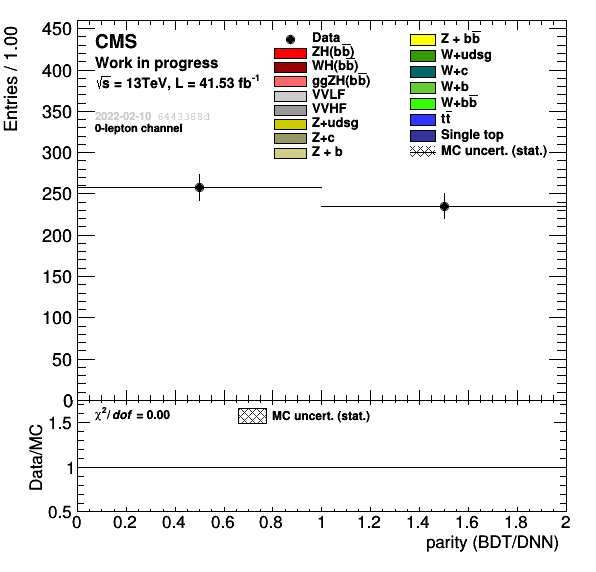 CMS
Work in progress
√s = 13TeV, L = 41.53 fb⁻¹
2022-02-10 6443388d
0-lepton channel
Data
ZH(bb̅)
WH(bb̅)
ggZH(bb̅)
VVLF
VVHF
Z+udsg
Z+c
Z + b
Z + bb̅
W+udsg
W+c
W+b
W+bb̅
tt̅
Single top
MC uncert. (stat.)
Entries / 1.00
450
400
350
300
250
200
150
100
50
0
χ²/dof = 0.00
MC uncert. (stat.)
Data/MC
1.5
1
0.5
0 0.2 0.4 0.6 0.8 1 1.2 1.4 1.6 1.8 2
parity (BDT/DNN)